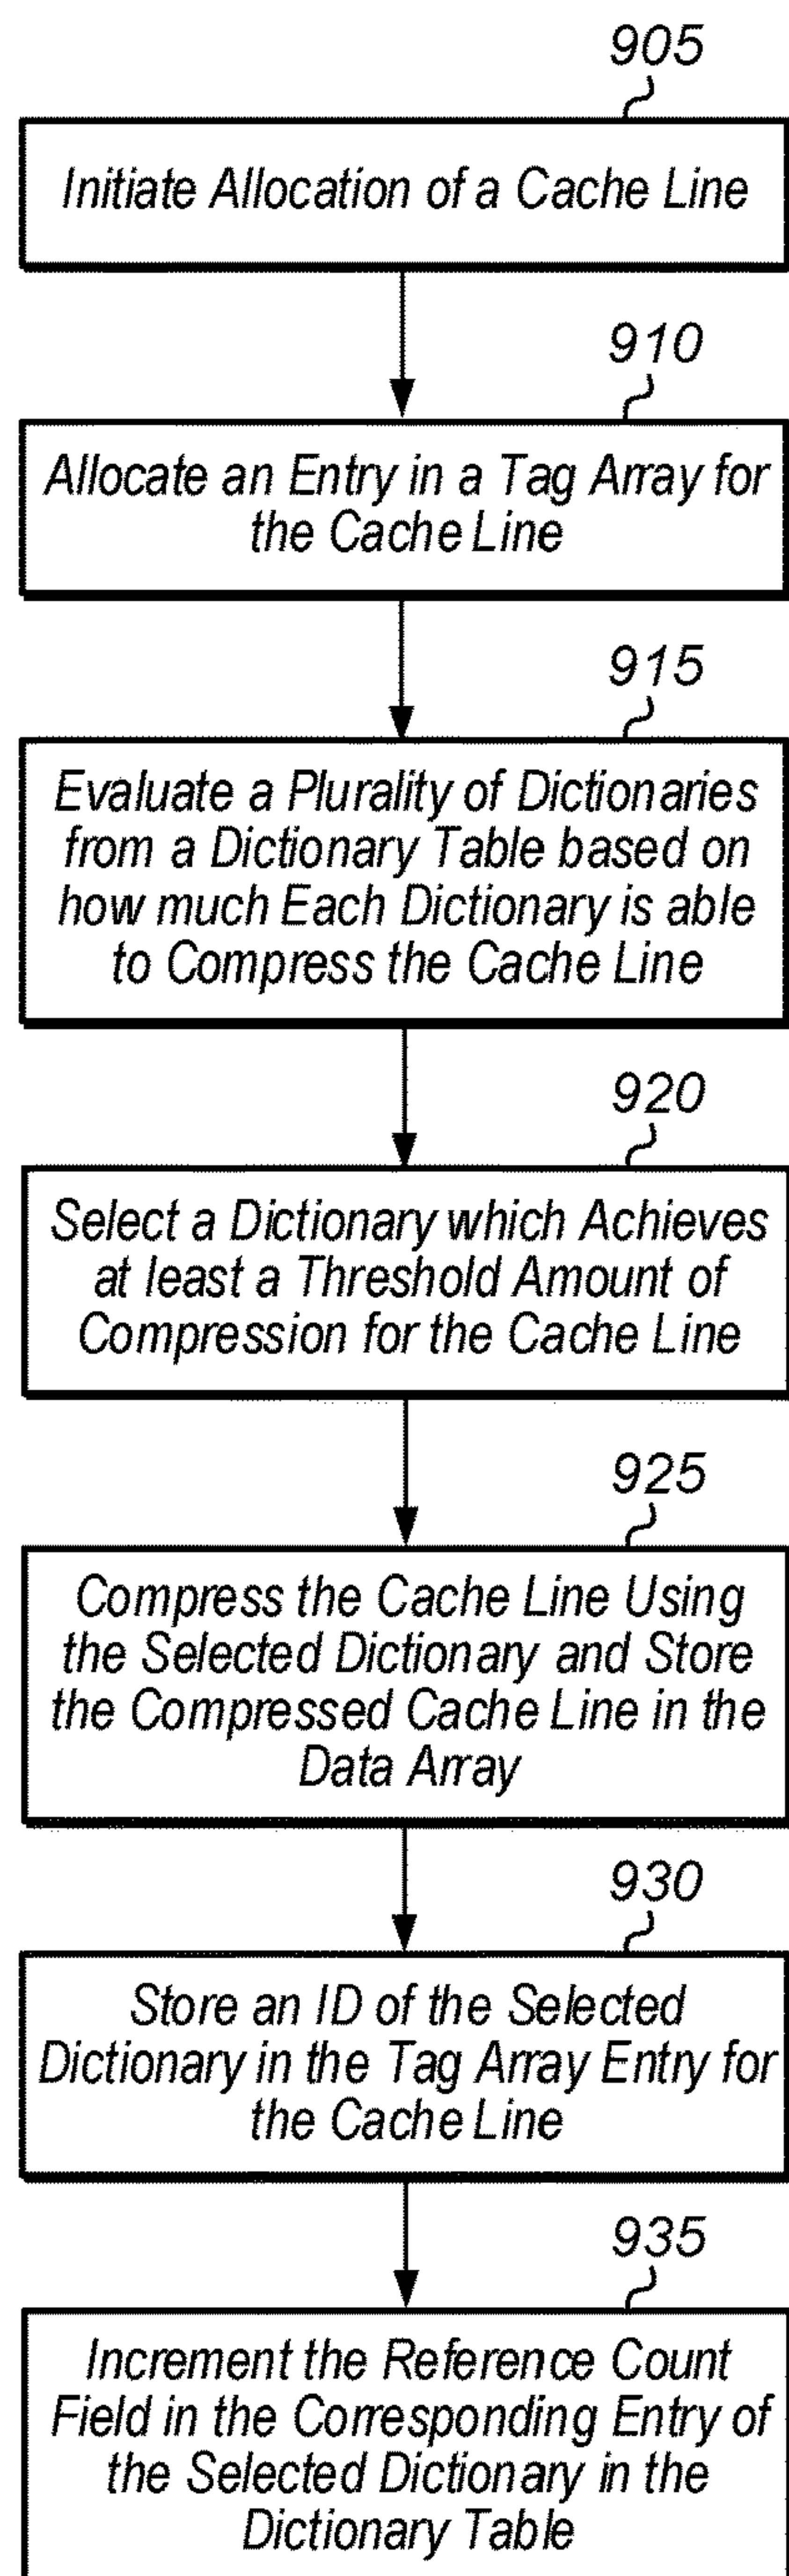 905
Initiate Allocation of a Cache Line
910
Allocate an Entry in a Tag Array for
the Cache Line
915
Evaluate a Plurality of Dictionaries
from a Dictionary Table based on
how much Each Dictionary is able
to Compress the Cache Line
920
Select a Dictionary which Achieves
at least a Threshold Amount of
Compression for the Cache Line
925
Compress the Cache Line Using
the Selected Dictionary and Store
the Compressed Cache Line in the
Data Array
930
Store an ID of the Selected
Dictionary in the Tag Array Entry for
the Cache Line
935
Increment the Reference Count
Field in the Corresponding Entry of
the Selected Dictionary in the
Dictionary Table